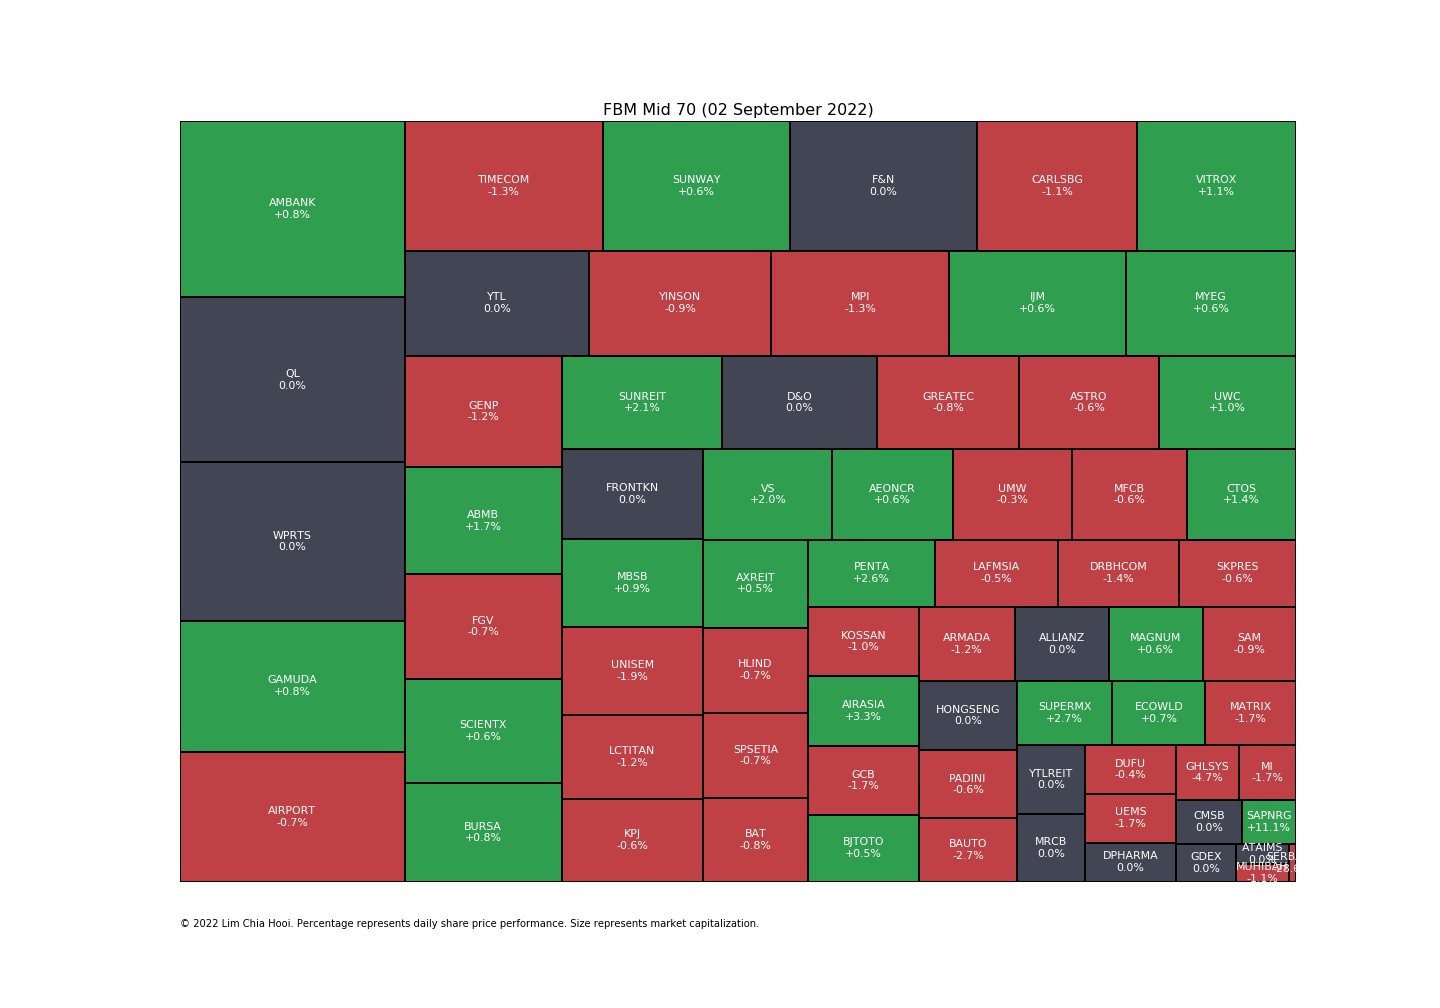 FBM Mid 70 (02 September 2022)
AMBANK
+0.8%
QL
0.0%
WPRTS
0.0%
GAMUDA
+0.8%
AIRPORT
-0.7%
TIMECOM
-1.3%
SUNWAY
+0.6%
F&N
0.0%
CARLSBG
-1.1%
VITROX
+1.1%
YTL
0.0%
YINSON
-0.9%
MPI
-1.3%
IJM
+0.6%
MYEG
+0.6%
GENP
-1.2%
ABMB
+1.7%
FGV
-0.7%
SCIENTX
+0.6%
BURSA
+0.8%
SUNREIT
+2.1%
D&O
0.0%
GREATEC
-0.8%
ASTRO
-0.6%
UWC
+1.0%
FRONTKN
0.0%
MBSB
+0.9%
UNISEM
-1.9%
LCTITAN
-1.2%
KPJ
-0.6%
VS
+2.0%
AEONCR
+0.6%
UMW
-0.3%
MFCB
-0.6%
CTOS
+1.4%
AXREIT
+0.5%
HLIND
-0.7%
SPSETIA
-0.7%
BAT
-0.8%
PENTA
+2.6%
LAFMSIA
-0.5%
DRBHCOM
-1.4%
SKPRES
-0.6%
KOSSAN
-1.0%
AIRASIA
+3.3%
GCB
-1.7%
BJTOTO
+0.5%
ARMADA
-1.2%
ALLIANZ
0.0%
MAGNUM
+0.6%
SAM
-0.9%
HONGSENG
0.0%
PADINI
-0.6%
BAUTO
-2.7%
SUPERMX
+2.7%
ECOWLD
+0.7%
MATRIX
-1.7%
YTLREIT
0.0%
MRCB
0.0%
DUFU
-0.4%
UEMS
-1.7%
DPHARMA
0.0%
GHLSYS
-4.7%
MI
-1.7%
CMSB
0.0%
SAPNRG
+11.1%
GDEX
0.0%
ATAIMS
0.0%
MUHIBAH
-1.1%
© 2022 Lim Chia Hooi. Percentage represents daily share price performance. Size represents market capitalization.